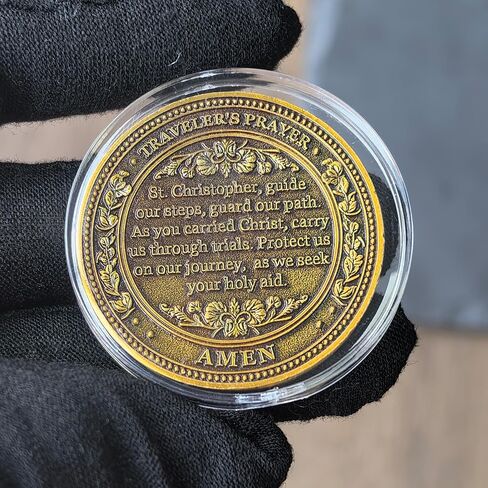 TRAVELER'S PRAYER
St. Christopher, guide
our steps, guard our path.
As you carried Christ, carry
us through trials. Protect us
on our journey, as we seek
your holy aid.
AMEN